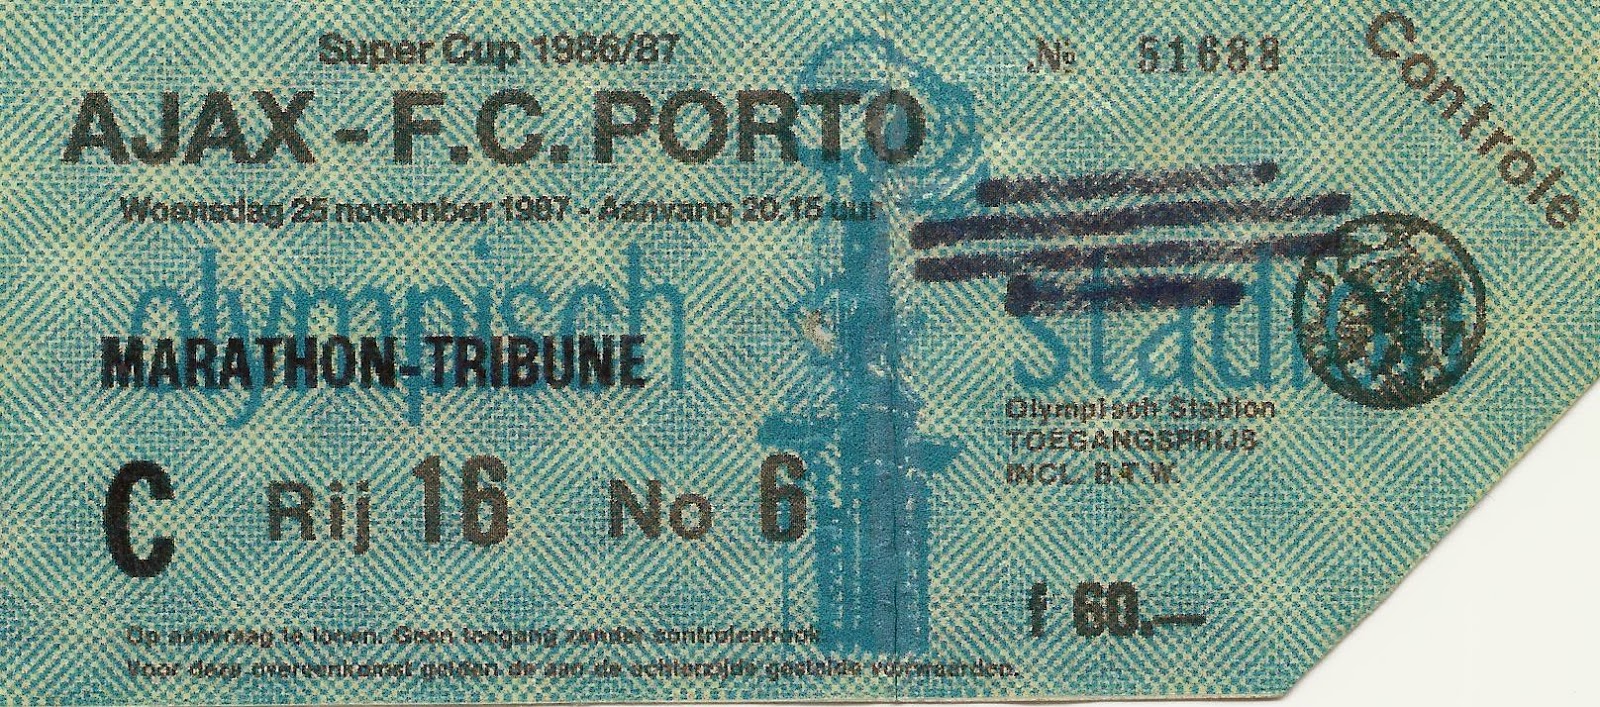 Super Cup 1986/87
№ 51688
Controle
AJAX - F.C. PORTO
Woensdag 25 november 1987 - Aanvang 20.15 uur
olympisch stadion
MARATHON-TRIBUNE
Olympisch Stadion
TOEGANGSPRIJS
INCL. B.T.W.
C Rij 16 No 6
f 60.—
Op aanvraag te tonen. Geen toegang zonder controlestrook
Voor deze overeenkomst gelden de aan de achterzijde gestelde voorwaarden.